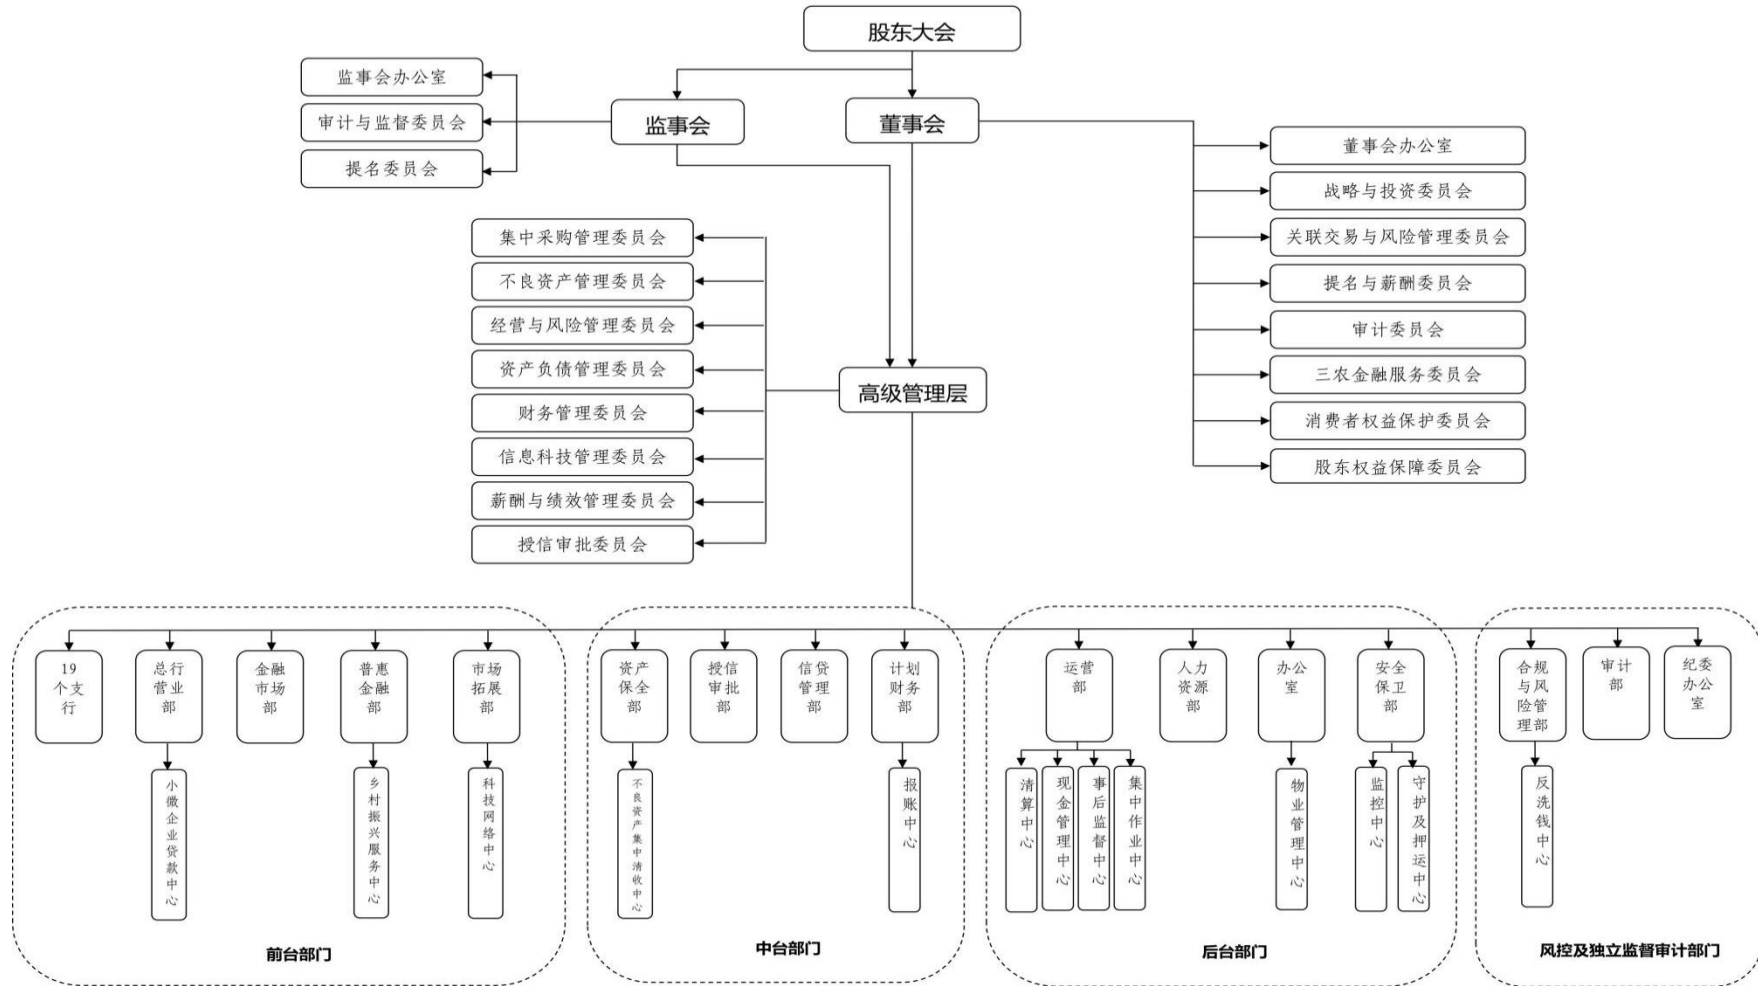 股东大会
监事会
董事会
监事会办公室
审计与监督委员会
提名委员会
董事会办公室
战略与投资委员会
关联交易与风险管理委员会
提名与薪酬委员会
审计委员会
三农金融服务委员会
消费者权益保护委员会
股东权益保障委员会
集中采购管理委员会
不良资产管理委员会
经营与风险管理委员会
资产负债管理委员会
财务管理委员会
信息科技管理委员会
薪酬与绩效管理委员会
授信审批委员会
高级管理层
19
个支
行
总行
营业
部
金融
市场
部
普惠
金融
部
市场
拓展
部
小微企业贷款中心
乡村振兴服务中心
科技网络中心
前台部门
资产
保全
部
授信
审批
部
信贷
管理
部
计划
财务
部
不良资产集中清收中心
报账中心
中台部门
运营
部
人力
资源
部
办公
室
安全
保卫
部
清算中心
现金管理中心
事后监督中心
集中作业中心
物业管理中心
监控中心
守护及押运中心
后台部门
合规
与风
险管
理部
审计
部
纪委
办公
室
反洗钱中心
风控及独立监督审计部门